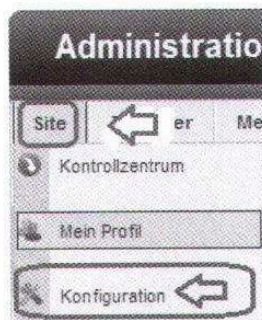 Administratio
Site er Me
Kontrollzentrum
Mein Profil
Konfiguration